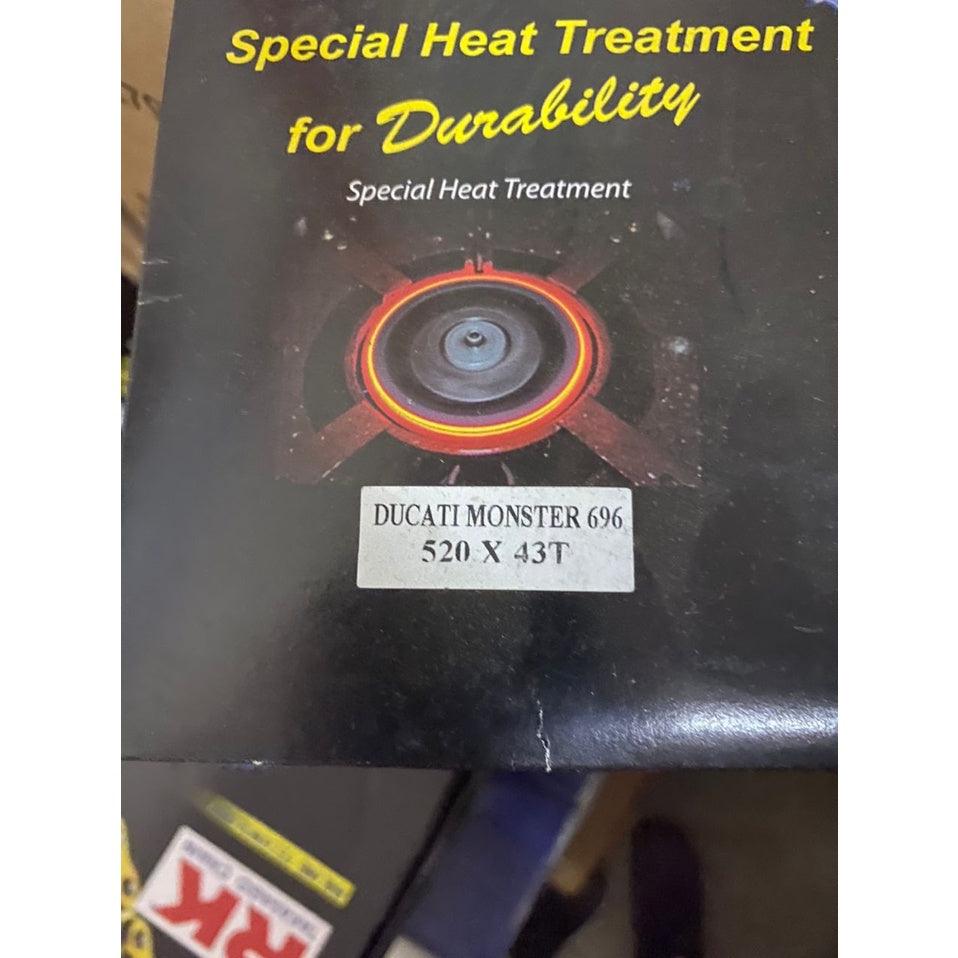 Special Heat Treatment
for Durability
Special Heat Treatment
DUCATI MONSTER 696
520 X 43T
RK